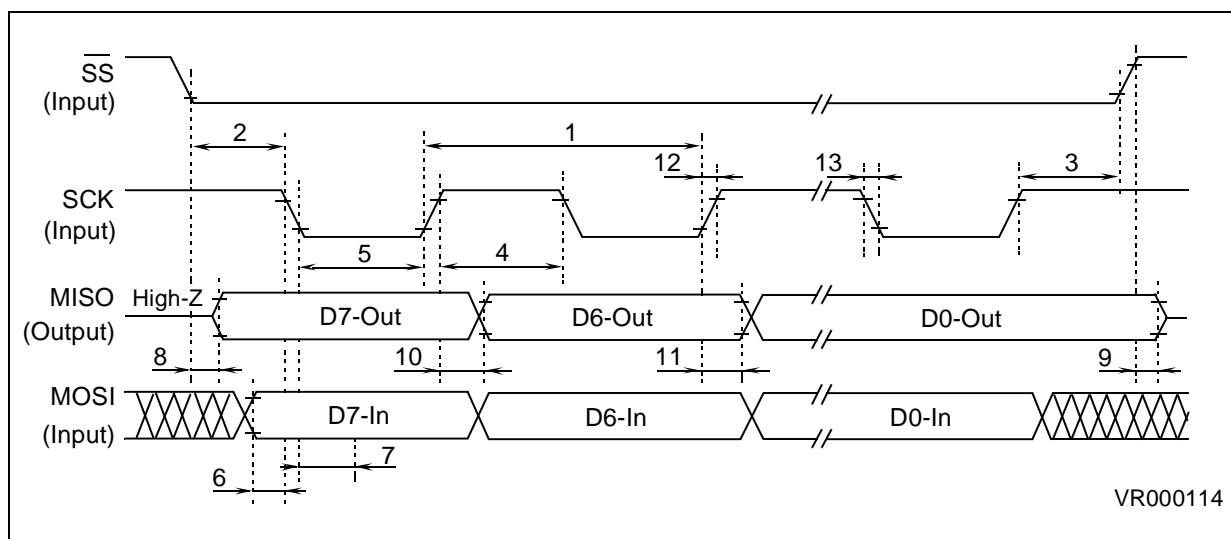 SS
(Input)
2
1
12
13
3
SCK
(Input)
5
4
MISO
High-Z
(Output)
D7-Out
D6-Out
D0-Out
8
10
11
9
MOSI
(Input)
D7-In
D6-In
D0-In
7
6
VR000114